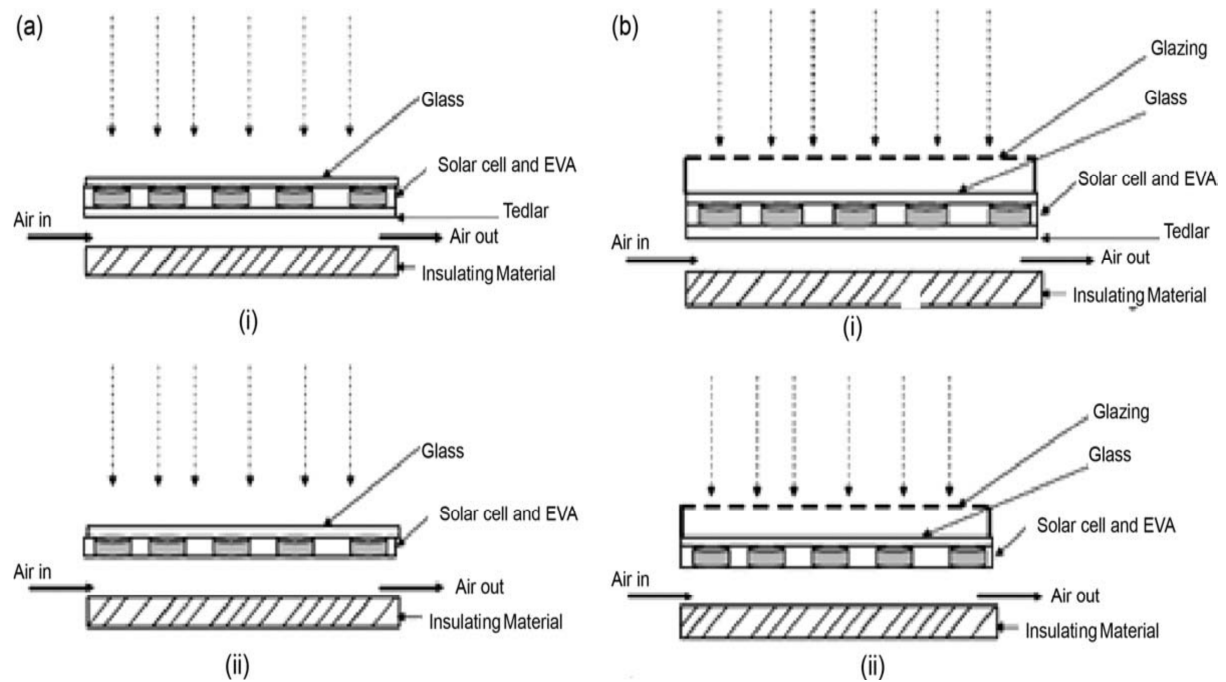 (a)
Glass
Solar cell and EVA
Tedlar
Air in
Air out
Insulating Material
(i)
Glass
Solar cell and EVA
Air in
Air out
Insulating Material
(ii)
(b)
Glazing
Glass
Solar cell and EVA
Tedlar
Air in
Air out
Insulating Material
(i)
Glazing
Glass
Solar cell and EVA
Air in
Air out
Insulating Material
(ii)